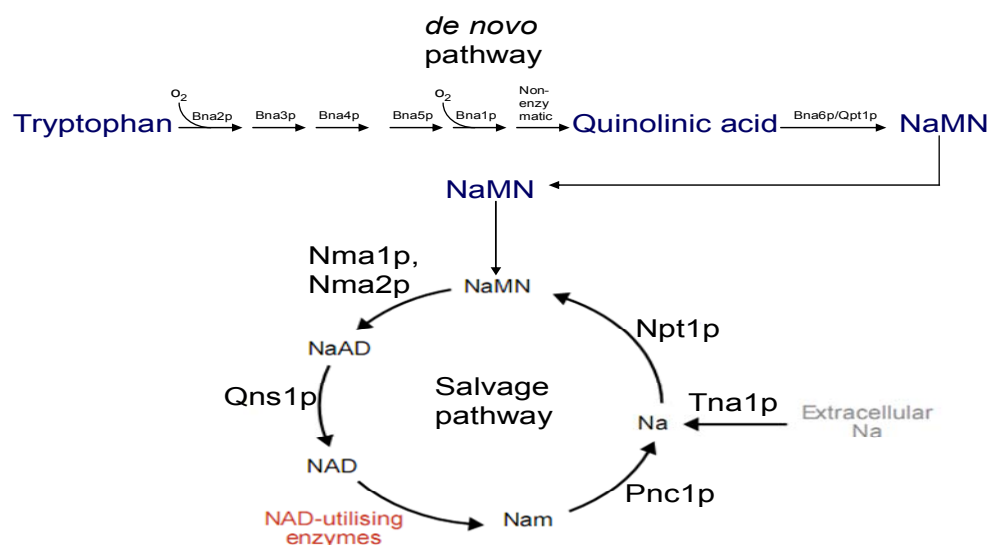 de novo
pathway
O2
O2
Non-
enzy
matic
Bna2p
Bna3p
Bna4p
Bna5p
Bna1p
Bna6p/Qpt1p
Tryptophan
Quinolinic acid
NaMN
NaMN
Nma1p,
Nma2p
NaMN
Npt1p
NaAD
Qns1p
Salvage
pathway
Tna1p
Extracellular
Na
Na
NAD
Pnc1p
NAD-utilising
enzymes
Nam